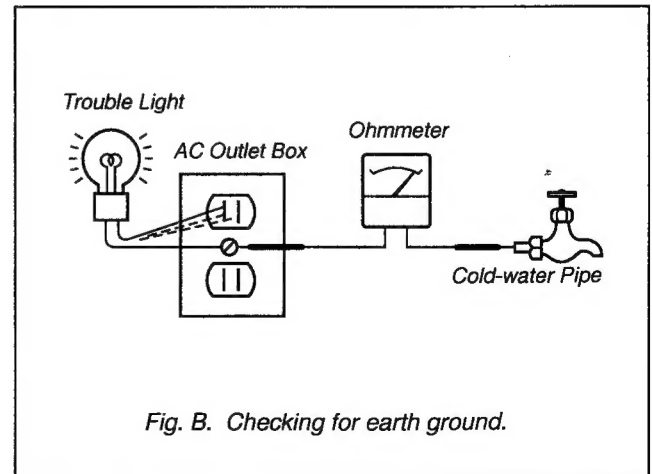 Trouble Light
AC Outlet Box
Ohmmeter
Cold-water Pipe
Fig. B. Checking for earth ground.